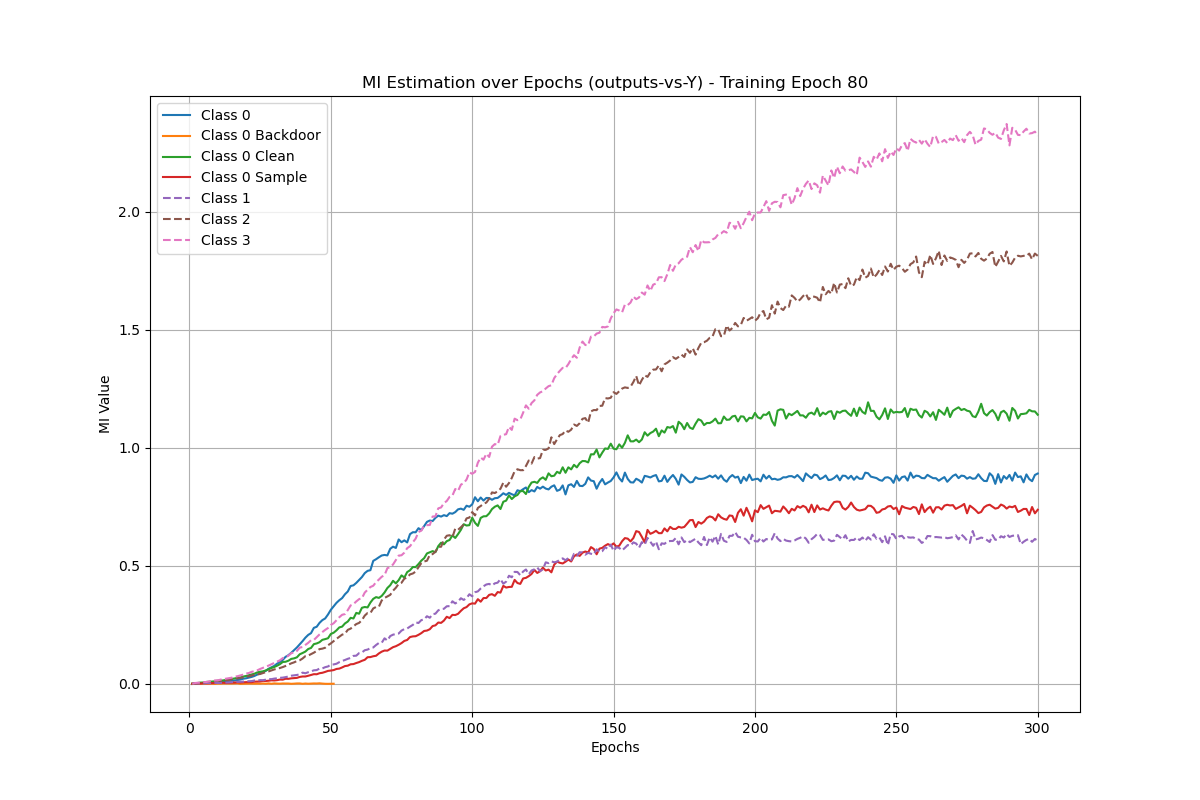 MI Estimation over Epochs (outputs-vs-Y) - Training Epoch 80
Class 0
Class 0 Backdoor
Class 0 Clean
Class 0 Sample
Class 1
Class 2
Class 3
MI Value
2.0
1.5
1.0
0.5
0.0
0 50 100 150 200 250 300
Epochs